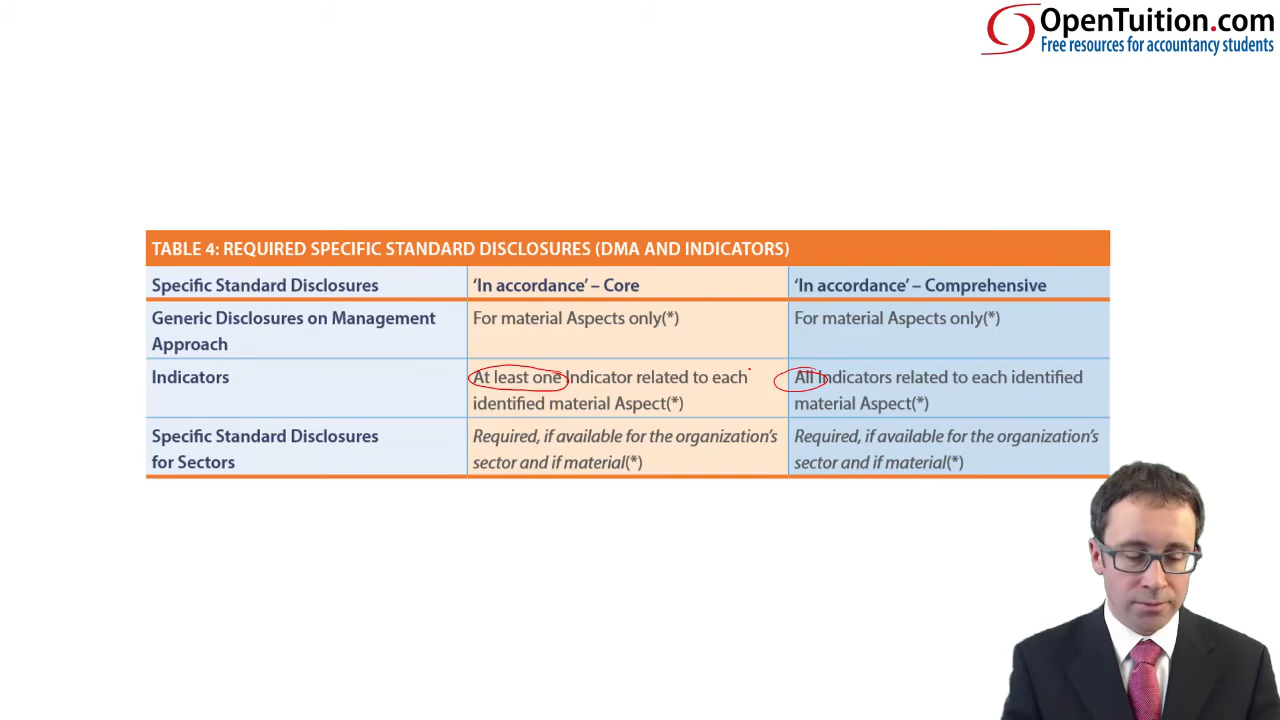 OpenTuition.com
Free resources for accountancy students
TABLE 4: REQUIRED SPECIFIC STANDARD DISCLOSURES (DMA AND INDICATORS)
Specific Standard Disclosures
‘In accordance’ – Core
‘In accordance’ – Comprehensive
Generic Disclosures on Management
Approach
For material Aspects only(*)
For material Aspects only(*)
Indicators
At least one Indicator related to each
identified material Aspect(*)
All Indicators related to each identified
material Aspect(*)
Specific Standard Disclosures
for Sectors
Required, if available for the organization’s
sector and if material(*)
Required, if available for the organization’s
sector and if material(*)